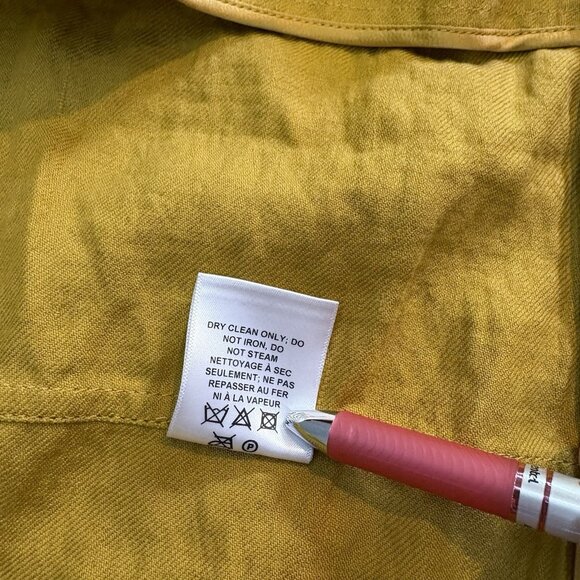 DRY CLEAN ONLY; DO
NOT IRON, DO
NOT STEAM
NETTOYAGE À SEC
SEULEMENT; NE PAS
REPASSER AU FER
NI À LA VAPEUR
P